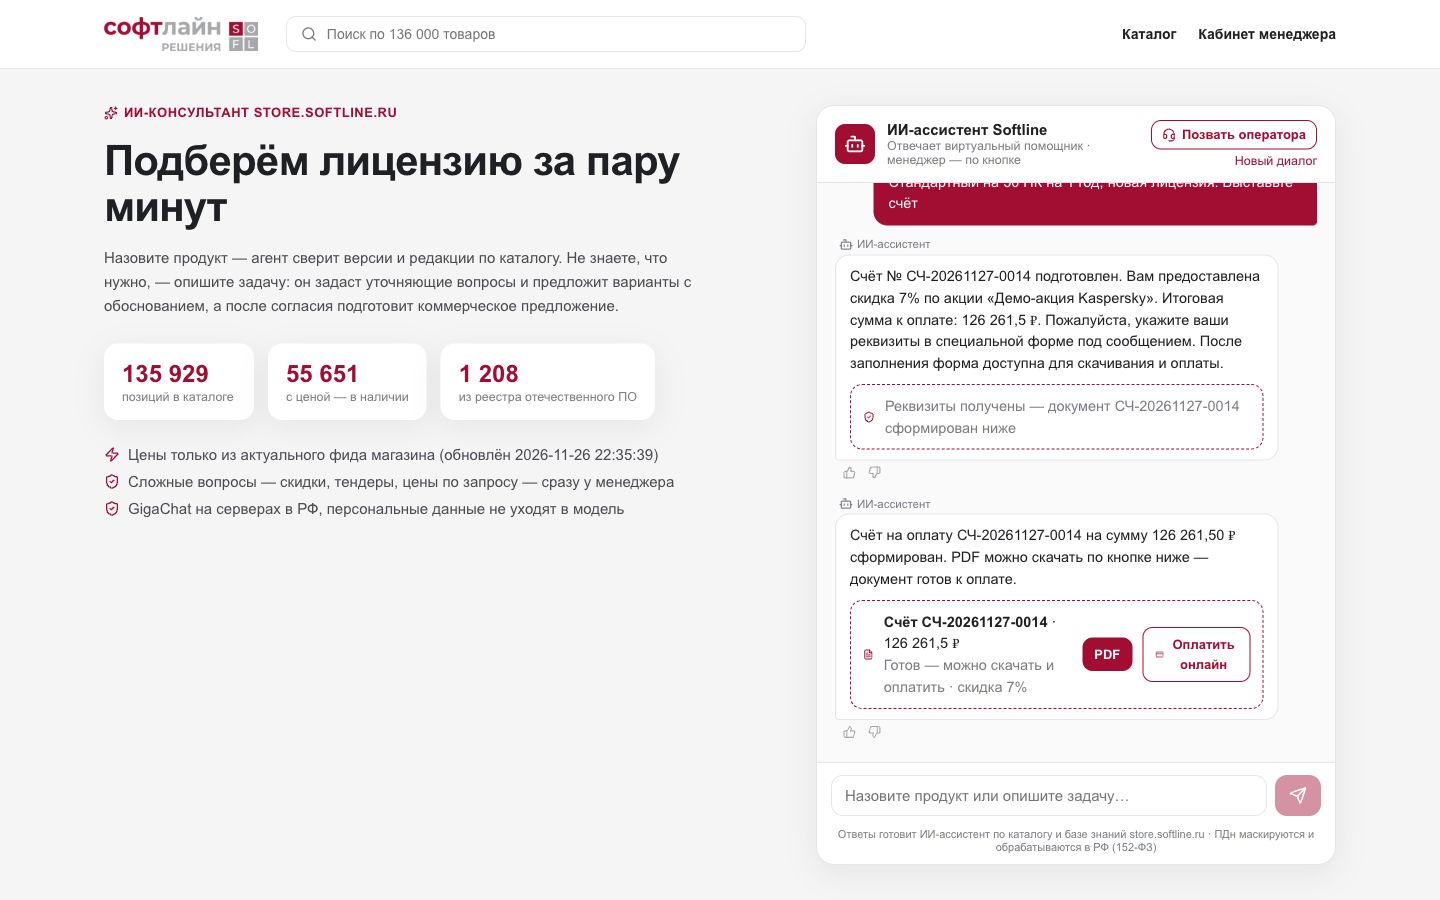 софтлайн
РЕШЕНИЯ
S O
F L
Поиск по 136 000 товаров
Каталог
Кабинет менеджера
ИИ-КОНСУЛЬТАНТ STORE.SOFTLINE.RU
Подберём лицензию за пару
минут
Назовите продукт — агент сверит версии и редакции по каталогу. Не знаете, что
нужно, — опишите задачу: он задаст уточняющие вопросы и предложит варианты с
обоснованием, а после согласия подготовит коммерческое предложение.
135 929
позиций в каталоге
55 651
с ценой — в наличии
1 208
из реестра отечественного ПО
Цены только из актуального фида магазина (обновлён 2026-11-26 22:35:39)
Сложные вопросы — скидки, тендеры, цены по запросу — сразу у менеджера
GigaChat на серверах в РФ, персональные данные не уходят в модель
ИИ-ассистент Softline
Отвечает виртуальный помощник ·
менеджер — по кнопке
Позвать оператора
Новый диалог
Стандартный на 50 ПК на 1 год, новая лицензия. Выставьте
счёт
ИИ-ассистент
Счёт № СЧ-20261127-0014 подготовлен. Вам предоставлена
скидка 7% по акции «Демо-акция Kaspersky». Итоговая
сумма к оплате: 126 261,5 ₽. Пожалуйста, укажите ваши
реквизиты в специальной форме под сообщением. После
заполнения форма доступна для скачивания и оплаты.
Реквизиты получены — документ СЧ-20261127-0014
сформирован ниже
ИИ-ассистент
Счёт на оплату СЧ-20261127-0014 на сумму 126 261,50 ₽
сформирован. PDF можно скачать по кнопке ниже —
документ готов к оплате.
Счёт СЧ-20261127-0014 ·
126 261,5 ₽
Готов — можно скачать и
оплатить · скидка 7%
PDF
Оплатить
онлайн
Назовите продукт или опишите задачу…
Ответы готовит ИИ-ассистент по каталогу и базе знаний store.softline.ru · ПДн маскируются и
обрабатываются в РФ (152-ФЗ)